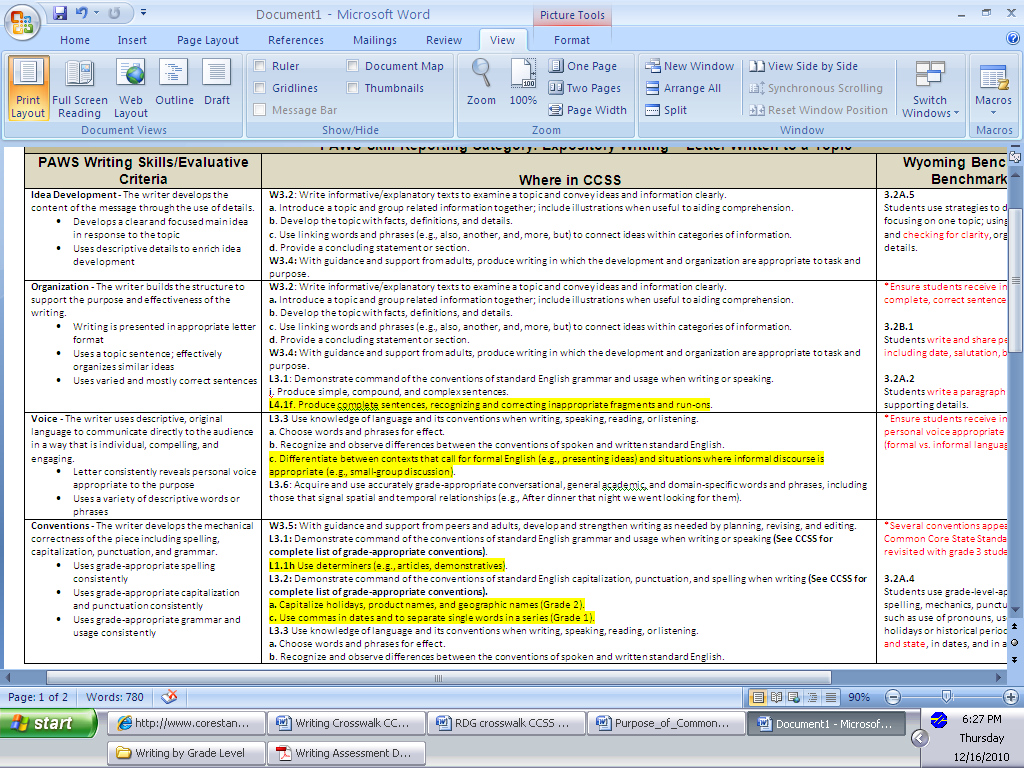 Document1 - Microsoft Word
Picture Tools
Home Insert Page Layout References Mailings Review View Format
Print Layout
Full Screen Reading
Web Layout
Outline
Draft
Document Views
Ruler
Gridlines
Message Bar
Document Map
Thumbnails
Show/Hide
Zoom
100%
One Page
Two Pages
Page Width
Zoom
New Window
Arrange All
Split
View Side by Side
Synchronous Scrolling
Reset Window Position
Switch Windows
Window
Macros
Macros
PAWS Skill Reporting Category: Expository Writing – Letter Written to a Topic
PAWS Writing Skills/Evaluative
Criteria
Where in CCSS
Wyoming Benc
Benchmark
Idea Development - The writer develops the
content of the message through the use of details.
• Develops a clear and focused main idea
in response to the topic
• Uses descriptive details to enrich idea
development
W3.2: Write informative/explanatory texts to examine a topic and convey ideas and information clearly.
a. Introduce a topic and group related information together; include illustrations when useful to aiding comprehension.
b. Develop the topic with facts, definitions, and details.
c. Use linking words and phrases (e.g., also, another, and, more, but) to connect ideas within categories of information.
d. Provide a concluding statement or section.
W3.4: With guidance and support from adults, produce writing in which the development and organization are appropriate to task and
purpose.
3.2A.5
Students use strategies to d
focusing on one topic; using
and checking for clarity, org
details.
Organization - The writer builds the structure to
support the purpose and effectiveness of the
writing.
• Writing is presented in appropriate letter
format
• Uses a topic sentence; effectively
organizes similar ideas
• Uses varied and mostly correct sentences
W3.2: Write informative/explanatory texts to examine a topic and convey ideas and information clearly.
a. Introduce a topic and group related information together; include illustrations when useful to aiding comprehension.
b. Develop the topic with facts, definitions, and details.
c. Use linking words and phrases (e.g., also, another, and, more, but) to connect ideas within categories of information.
d. Provide a concluding statement or section.
W3.4: With guidance and support from adults, produce writing in which the development and organization are appropriate to task and
purpose.
L3.1: Demonstrate command of the conventions of standard English grammar and usage when writing or speaking.
i. Produce simple, compound, and complex sentences.
L4.1f. Produce complete sentences, recognizing and correcting inappropriate fragments and run-ons.
*Ensure students receive in
complete, correct sentence
3.2B.1
Students write and share pe
including date, salutation, b
3.2A.2
Students write a paragraph
supporting details.
Voice - The writer uses descriptive, original
language to communicate directly to the audience
in a way that is individual, compelling, and
engaging.
• Letter consistently reveals personal voice
appropriate to the purpose
• Uses a variety of descriptive words or
phrases
L3.3 Use knowledge of language and its conventions when writing, speaking, reading, or listening.
a. Choose words and phrases for effect.
b. Recognize and observe differences between the conventions of spoken and written standard English.
c. Differentiate between contexts that call for formal English (e.g., presenting ideas) and situations where informal discourse is
appropriate (e.g., small-group discussion).
L3.6: Acquire and use accurately grade-appropriate conversational, general academic, and domain-specific words and phrases, including
those that signal spatial and temporal relationships (e.g., After dinner that night we went looking for them).
*Ensure students receive in
personal voice appropriate
(formal vs. informal languag
Conventions - The writer develops the mechanical
correctness of the piece including spelling,
capitalization, punctuation, and grammar.
• Uses grade-appropriate spelling
consistently
• Uses grade-appropriate capitalization
and punctuation consistently
• Uses grade-appropriate grammar and
usage consistently
W3.5: With guidance and support from peers and adults, develop and strengthen writing as needed by planning, revising, and editing.
L3.1: Demonstrate command of the conventions of standard English grammar and usage when writing or speaking (See CCSS for
complete list of grade-appropriate conventions).
L1.1h Use determiners (e.g., articles, demonstratives).
L3.2: Demonstrate command of the conventions of standard English capitalization, punctuation, and spelling when writing (See CCSS for
complete list of grade-appropriate conventions).
a. Capitalize holidays, product names, and geographic names (Grade 2).
c. Use commas in dates and to separate single words in a series (Grade 1).
L3.3 Use knowledge of language and its conventions when writing, speaking, reading, or listening.
a. Choose words and phrases for effect.
b. Recognize and observe differences between the conventions of spoken and written standard English.
*Several conventions appea
Common Core State Standa
revisited with grade 3 stude
3.2A.4
Students use grade-level-ap
spelling, mechanics, punctu
such as use of pronouns, us
holidays or historical period
and state, in dates, and in a
Page: 1 of 2 Words: 780 90%
start
http://www.corestan...
Writing Crosswalk CC...
RDG crosswalk CCSS ...
Purpose_of_Common...
Document1 - Microsof...
Writing by Grade Level
Writing Assessment D...
6:27 PM
Thursday
12/16/2010